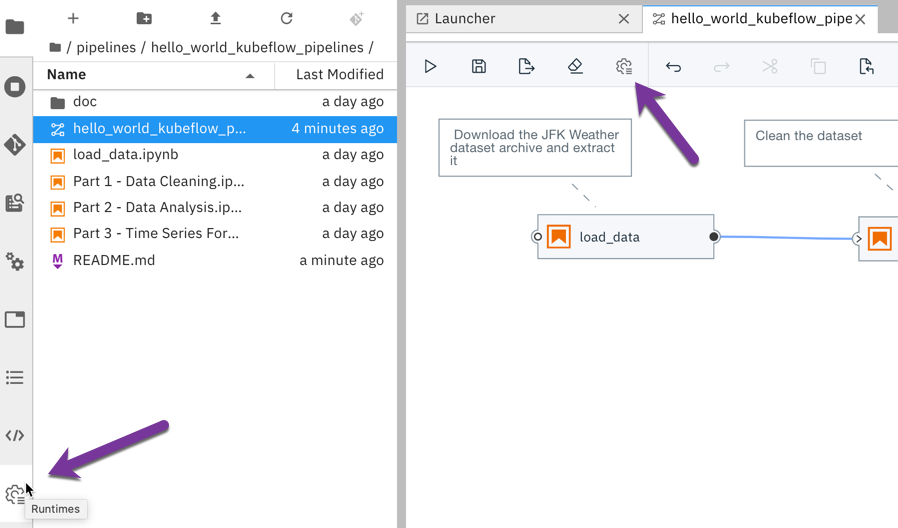 Launcher
hello_world_kubeflow_pipe
/ pipelines / hello_world_kubeflow_pipelines /
Name Last Modified
doc a day ago
hello_world_kubeflow_p... 4 minutes ago
load_data.ipynb a day ago
Part 1 - Data Cleaning.ip... a day ago
Part 2 - Data Analysis.ip... a day ago
Part 3 - Time Series For... a day ago
M README.md a minute ago
Download the JFK Weather
dataset archive and extract
it
Clean the dataset
load_data
Runtimes